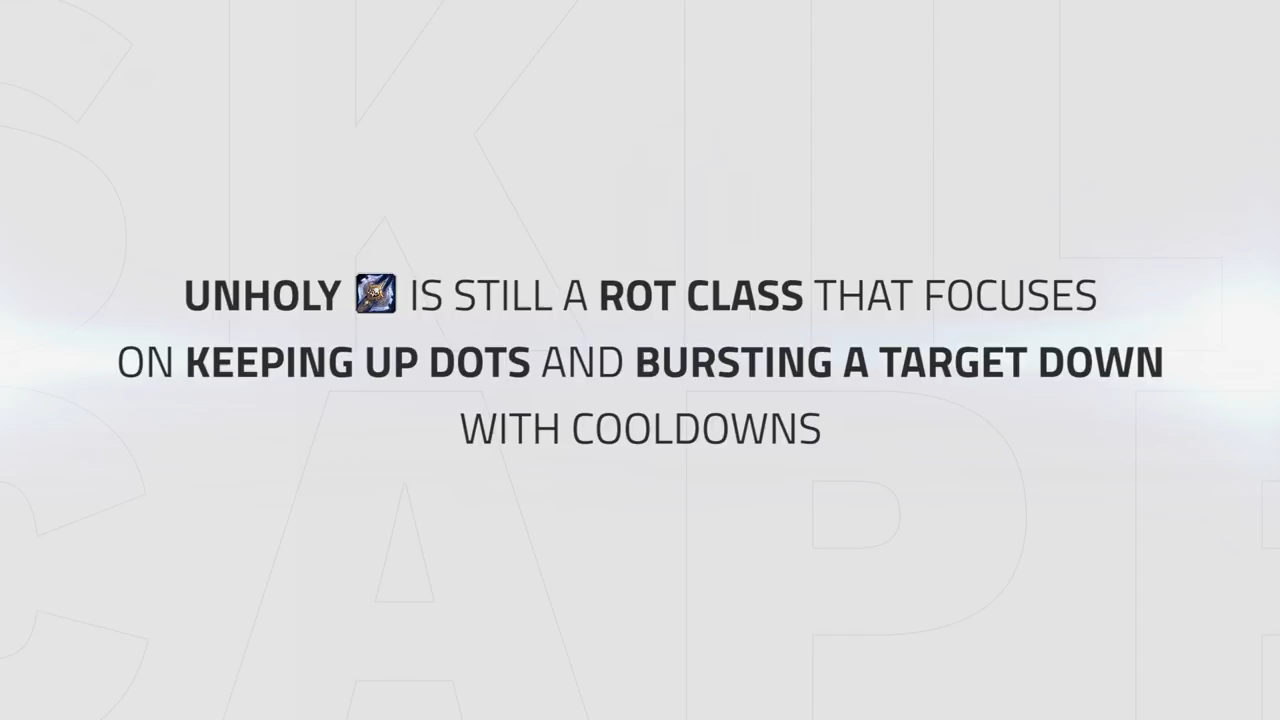 UNHOLY IS STILL A ROT CLASS THAT FOCUSES
ON KEEPING UP DOTS AND BURSTING A TARGET DOWN
WITH COOLDOWNS